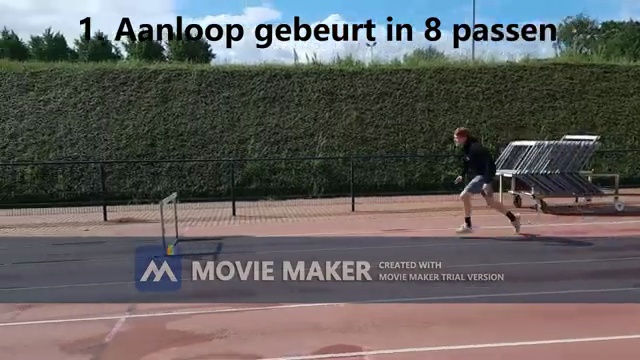 1. Aanloop gebeurt in 8 passen
MOVIE MAKER
CREATED WITH
MOVIE MAKER TRIAL VERSION